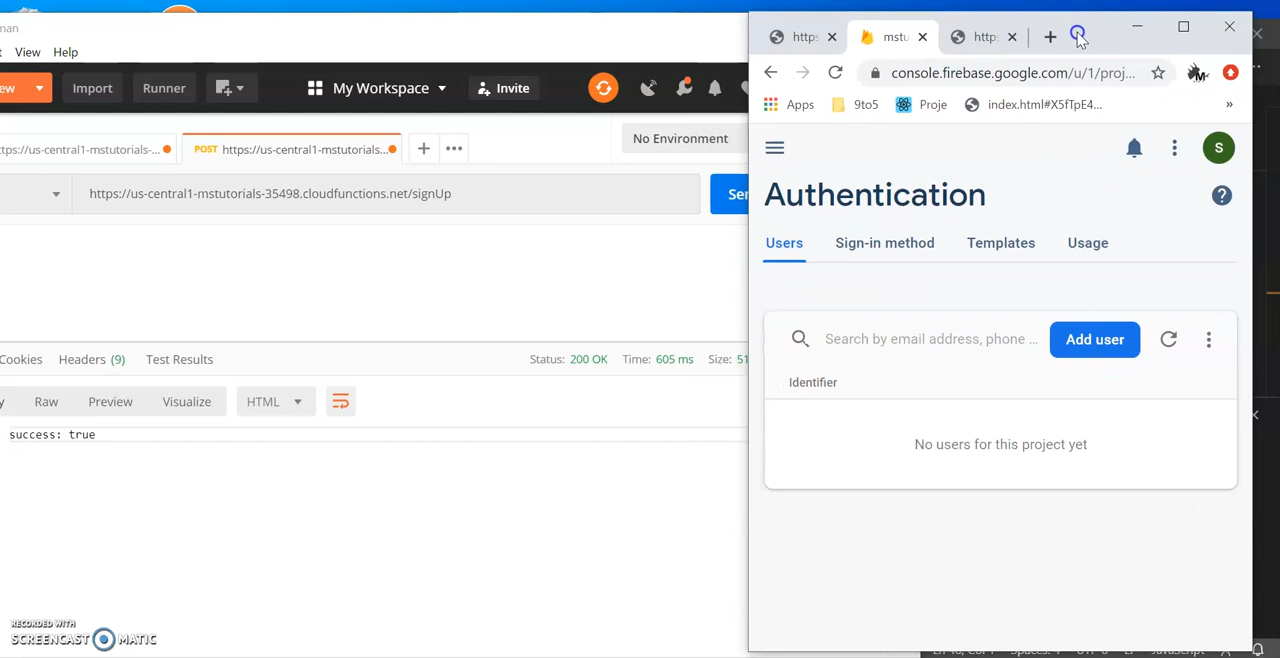 man
View Help
ew Import Runner My Workspace Invite
ttps://us-central1-mstutorials-... POST https://us-central1-mstutorials... No Environment
https://us-central1-mstutorials-35498.cloudfunctions.net/signUp Sen
Cookies Headers (9) Test Results Status: 200 OK Time: 605 ms Size: 51
y Raw Preview Visualize HTML
success: true
RECORDED WITH
SCREENCAST MATIC
https: mstu https:
console.firebase.google.com/u/1/proj...
M
Apps 9to5 Proje index.html#X5fTpE4... »
S
Authentication
?
Users Sign-in method Templates Usage
Search by email address, phone ... Add user
Identifier
No users for this project yet